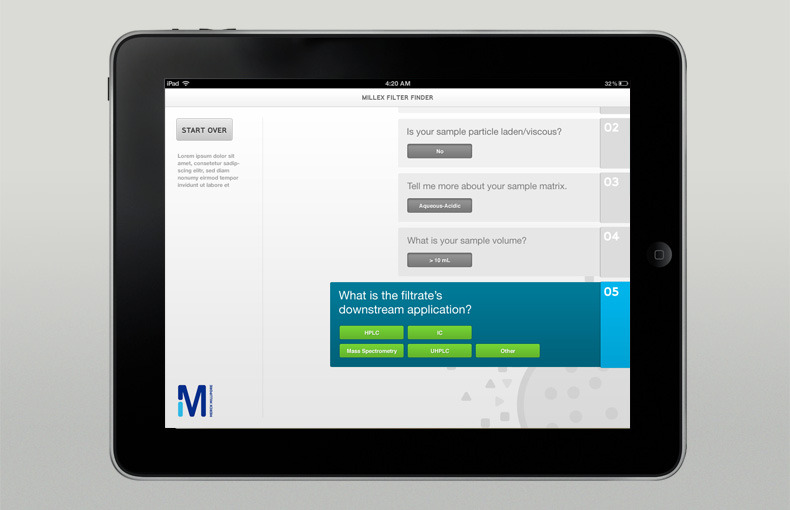 iPad
4:20 AM
32%
MILLEX FILTER FINDER
START OVER
Lorem ipsum dolor sit
amet, consetetur sadip-
scing elitr, sed diam
nonumy eirmod tempor
incidunt ut labore et
02
Is your sample particle laden/viscous?
No
03
Tell me more about your sample matrix.
Aqueous-Acidic
04
What is your sample volume?
> 10 mL
05
What is the filtrate's
downstream application?
HPLC
IC
Mass Spectrometry
UHPLC
Other
M
MERCK MILLIPORE